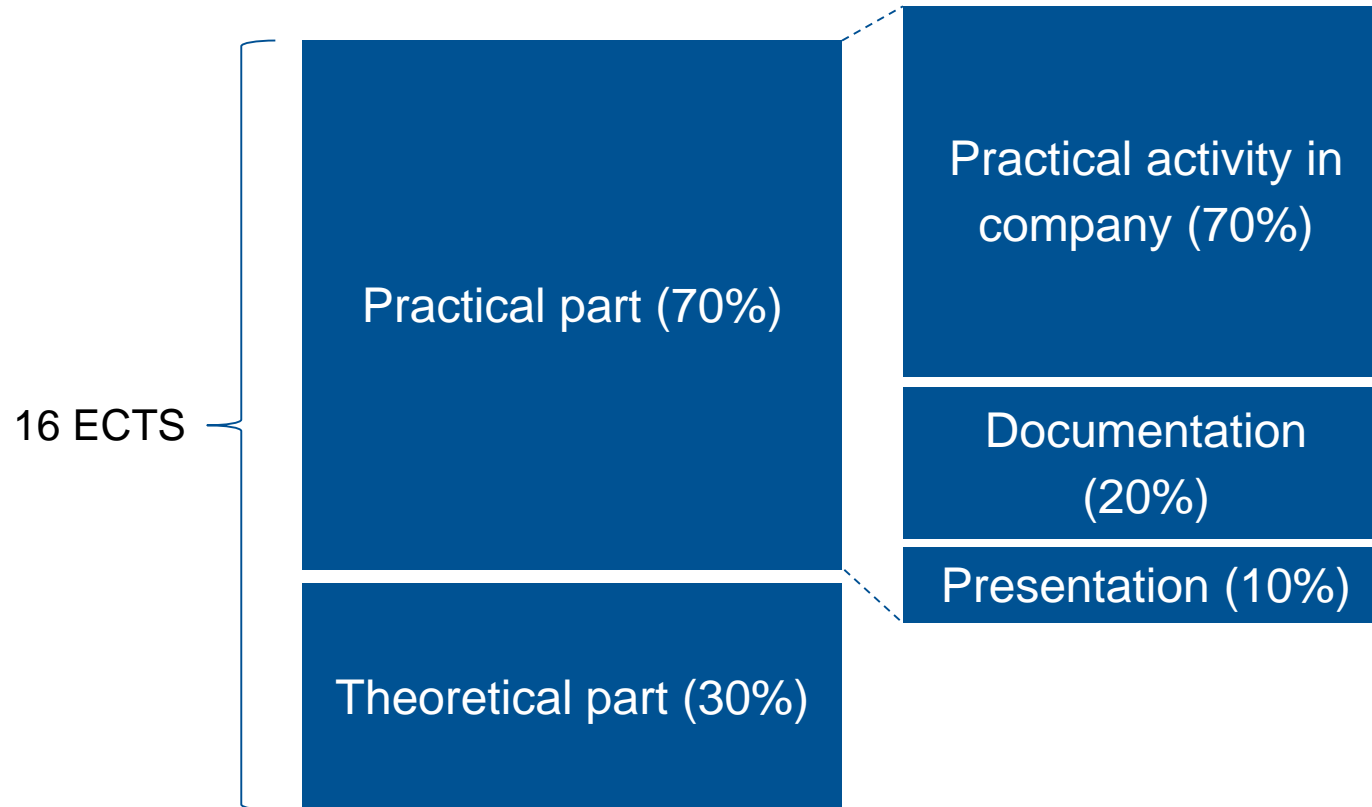 16 ECTS
Practical part (70%)
Theoretical part (30%)
Practical activity in
company (70%)
Documentation
(20%)
Presentation (10%)